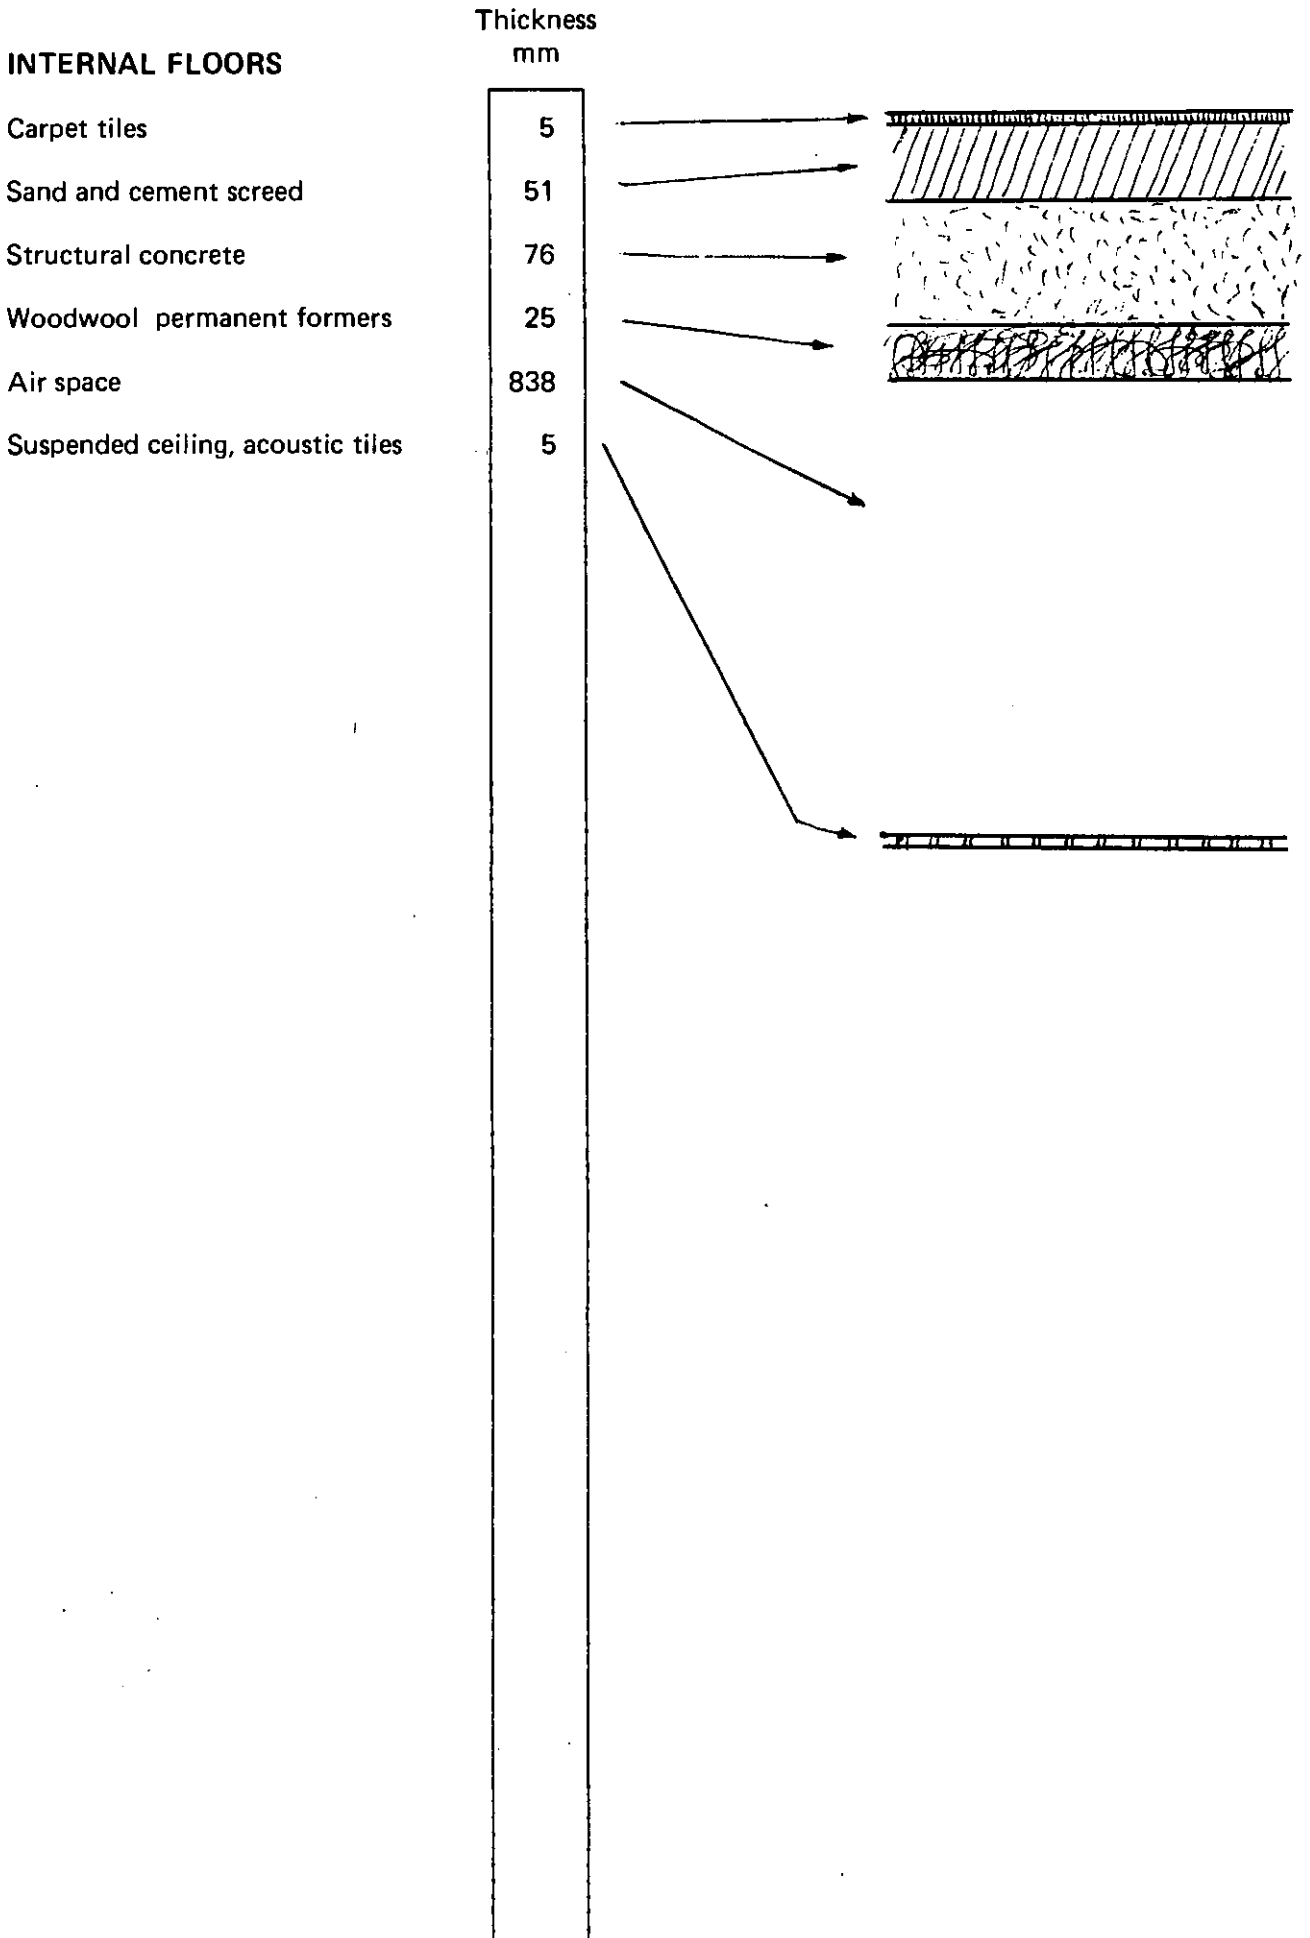 Thickness
mm
INTERNAL FLOORS
Carpet tiles 5
Sand and cement screed 51
Structural concrete 76
Woodwool permanent formers 25
Air space 838
Suspended ceiling, acoustic tiles 5